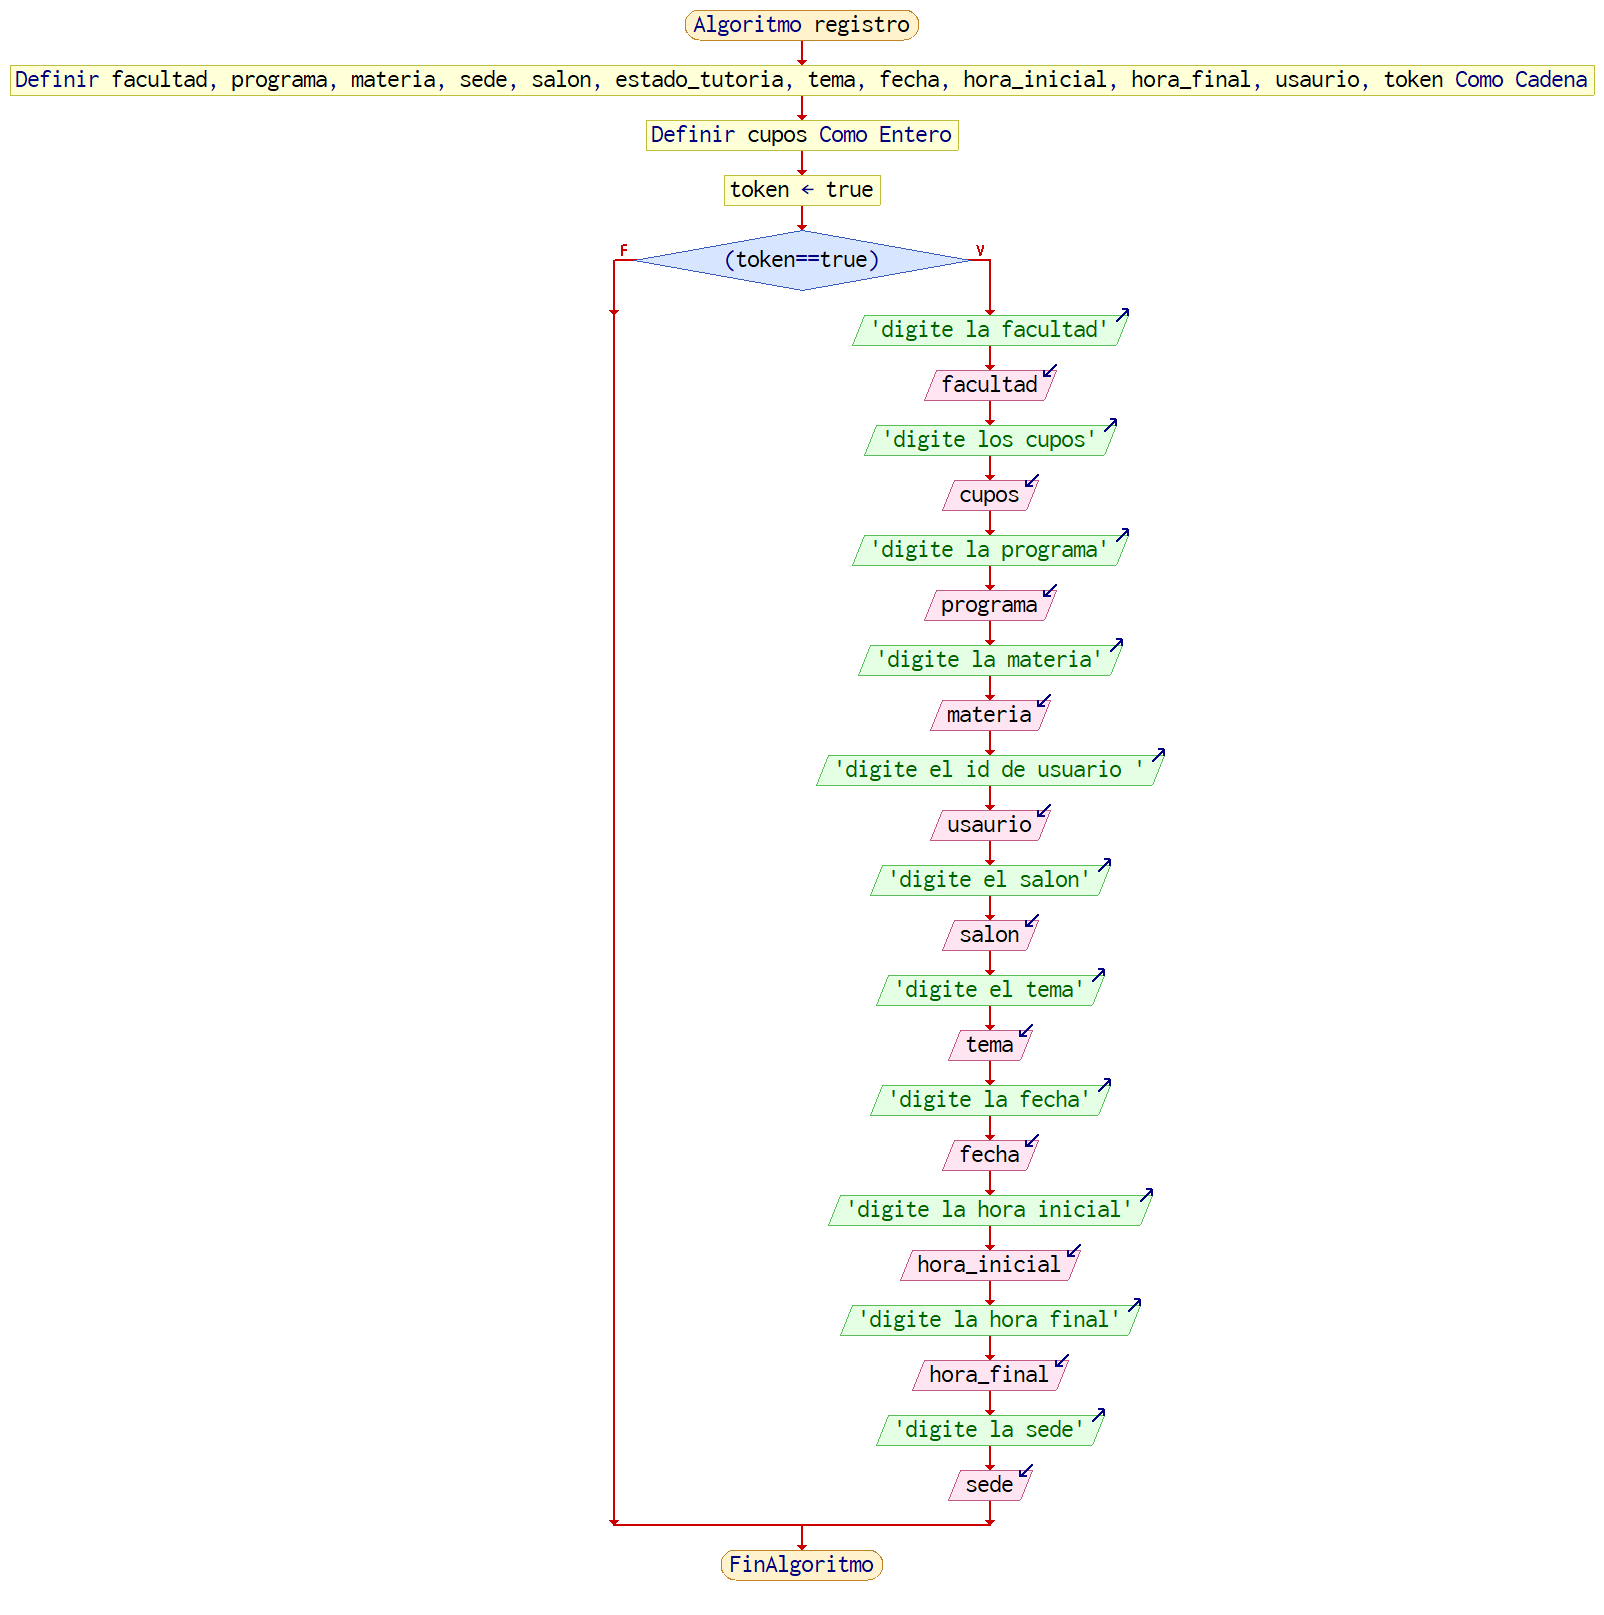 Algoritmo registro
Definir facultad, programa, materia, sede, salon, estado_tutoria, tema, fecha, hora_inicial, hora_final, usaurio, token Como Cadena
Definir cupos Como Entero
token ← true
F
V
(token==true)
'digite la facultad'
facultad
'digite los cupos'
cupos
'digite la programa'
programa
'digite la materia'
materia
'digite el id de usuario '
usaurio
'digite el salon'
salon
'digite el tema'
tema
'digite la fecha'
fecha
'digite la hora inicial'
hora_inicial
'digite la hora final'
hora_final
'digite la sede'
sede
FinAlgoritmo